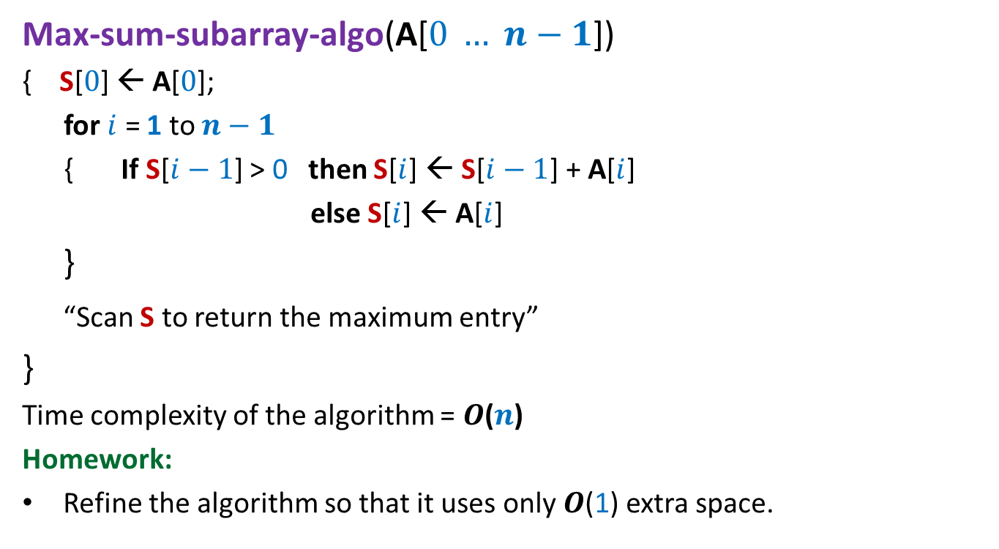 Max-sum-subarray-algo(A[0 … n − 1])
{ S[0] ← A[0];
for i = 1 to n − 1
{ If S[i − 1] > 0 then S[i] ← S[i − 1] + A[i]
else S[i] ← A[i]
}
“Scan S to return the maximum entry”
}
Time complexity of the algorithm = O(n)
Homework:
• Refine the algorithm so that it uses only O(1) extra space.